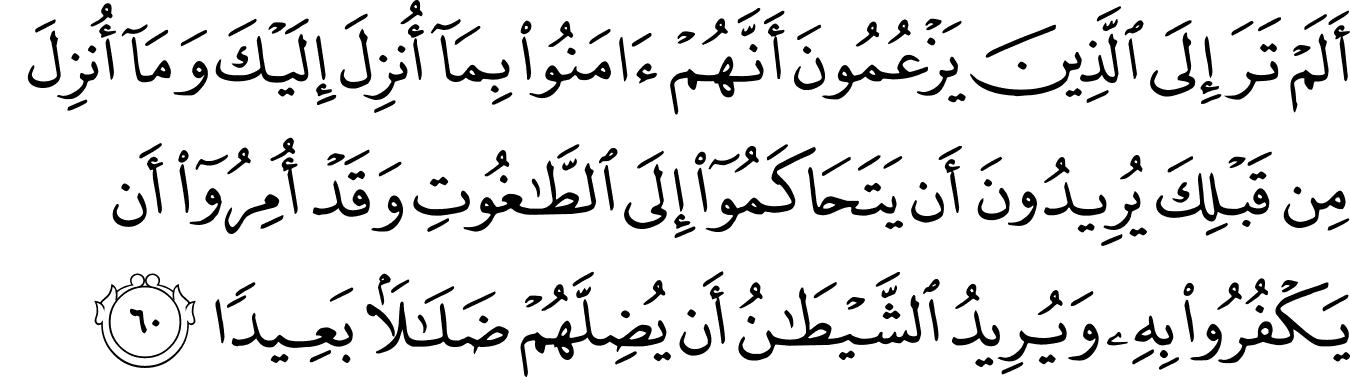 أَلَمْ تَرَ إِلَى ٱلَّذِينَ يَزْعُمُونَ أَنَّهُمْ ءَامَنُوا۟ بِمَآ أُنزِلَ إِلَيْكَ وَمَآ أُنزِلَ
مِن قَبْلِكَ يُرِيدُونَ أَن يَتَحَاكَمُوٓا۟ إِلَى ٱلطَّـٰغُوتِ وَقَدْ أُمِرُوٓا۟ أَن
يَكْفُرُوا۟ بِهِۦ وَيُرِيدُ ٱلشَّيْطَـٰنُ أَن يُضِلَّهُمْ ضَلَـٰلًۢا بَعِيدًا ٦٠